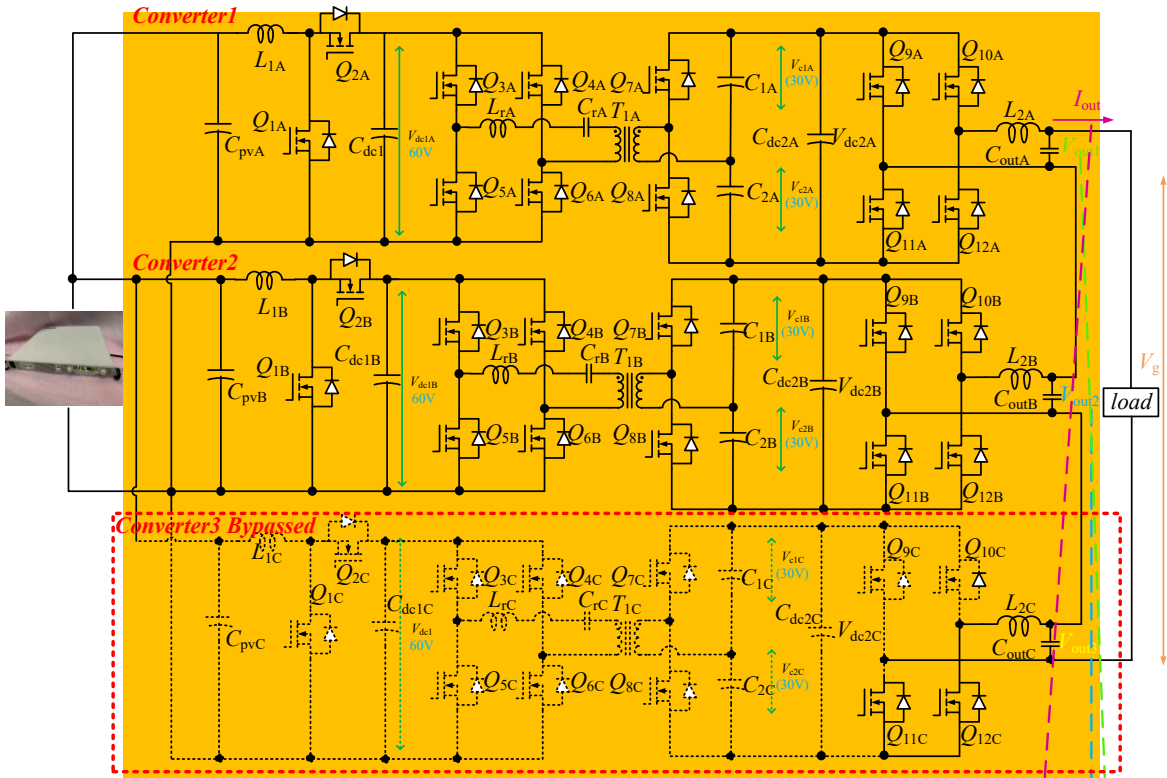 Converter1
L1A
Q2A
Q1A
CpvA
Cdc1
Vdc1A
60V
Q3A
Q4A
Q5A
Q6A
LrA
CrA
T1A
Q7A
Q8A
C1A
C2A
Vc1A
(30V)
Vc2A
(30V)
Cdc2A
Vdc2A
Q9A
Q10A
Q11A
Q12A
L2A
CoutA
Iout
Vout1
Vg
load
Converter2
L1B
Q2B
Q1B
CpvB
Cdc1B
Vdc1B
60V
Q3B
Q4B
Q5B
Q6B
LrB
CrB
T1B
Q7B
Q8B
C1B
C2B
Vc1B
(30V)
Vc2B
(30V)
Cdc2B
Vdc2B
Q9B
Q10B
Q11B
Q12B
L2B
CoutB
Vout2
Converter3 Bypassed
L1C
Q2C
Q1C
CpvC
Cdc1C
Vdc1
60V
Q3C
Q4C
Q5C
Q6C
LrC
CrC
T1C
Q7C
Q8C
C1C
C2C
Vc1C
(30V)
Vc2C
(30V)
Cdc2C
Vdc2C
Q9C
Q10C
Q11C
Q12C
L2C
CoutC
Vout3